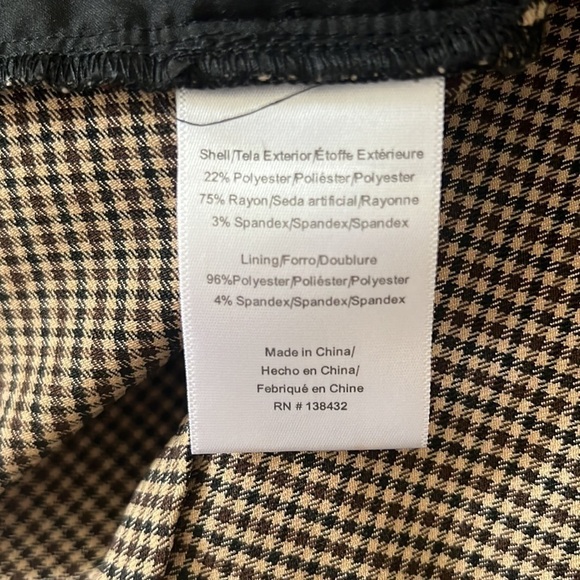 Shell/Tela Exterior/Étoffe Extérieure
22% Polyester/Poliéster/Polyester
75% Rayon/Seda artificial/Rayonne
3% Spandex/Spandex/Spandex
Lining/Forro/Doublure
96%Polyester/Poliéster/Polyester
4% Spandex/Spandex/Spandex
Made in China/
Hecho en China/
Fabriqué en Chine
RN # 138432